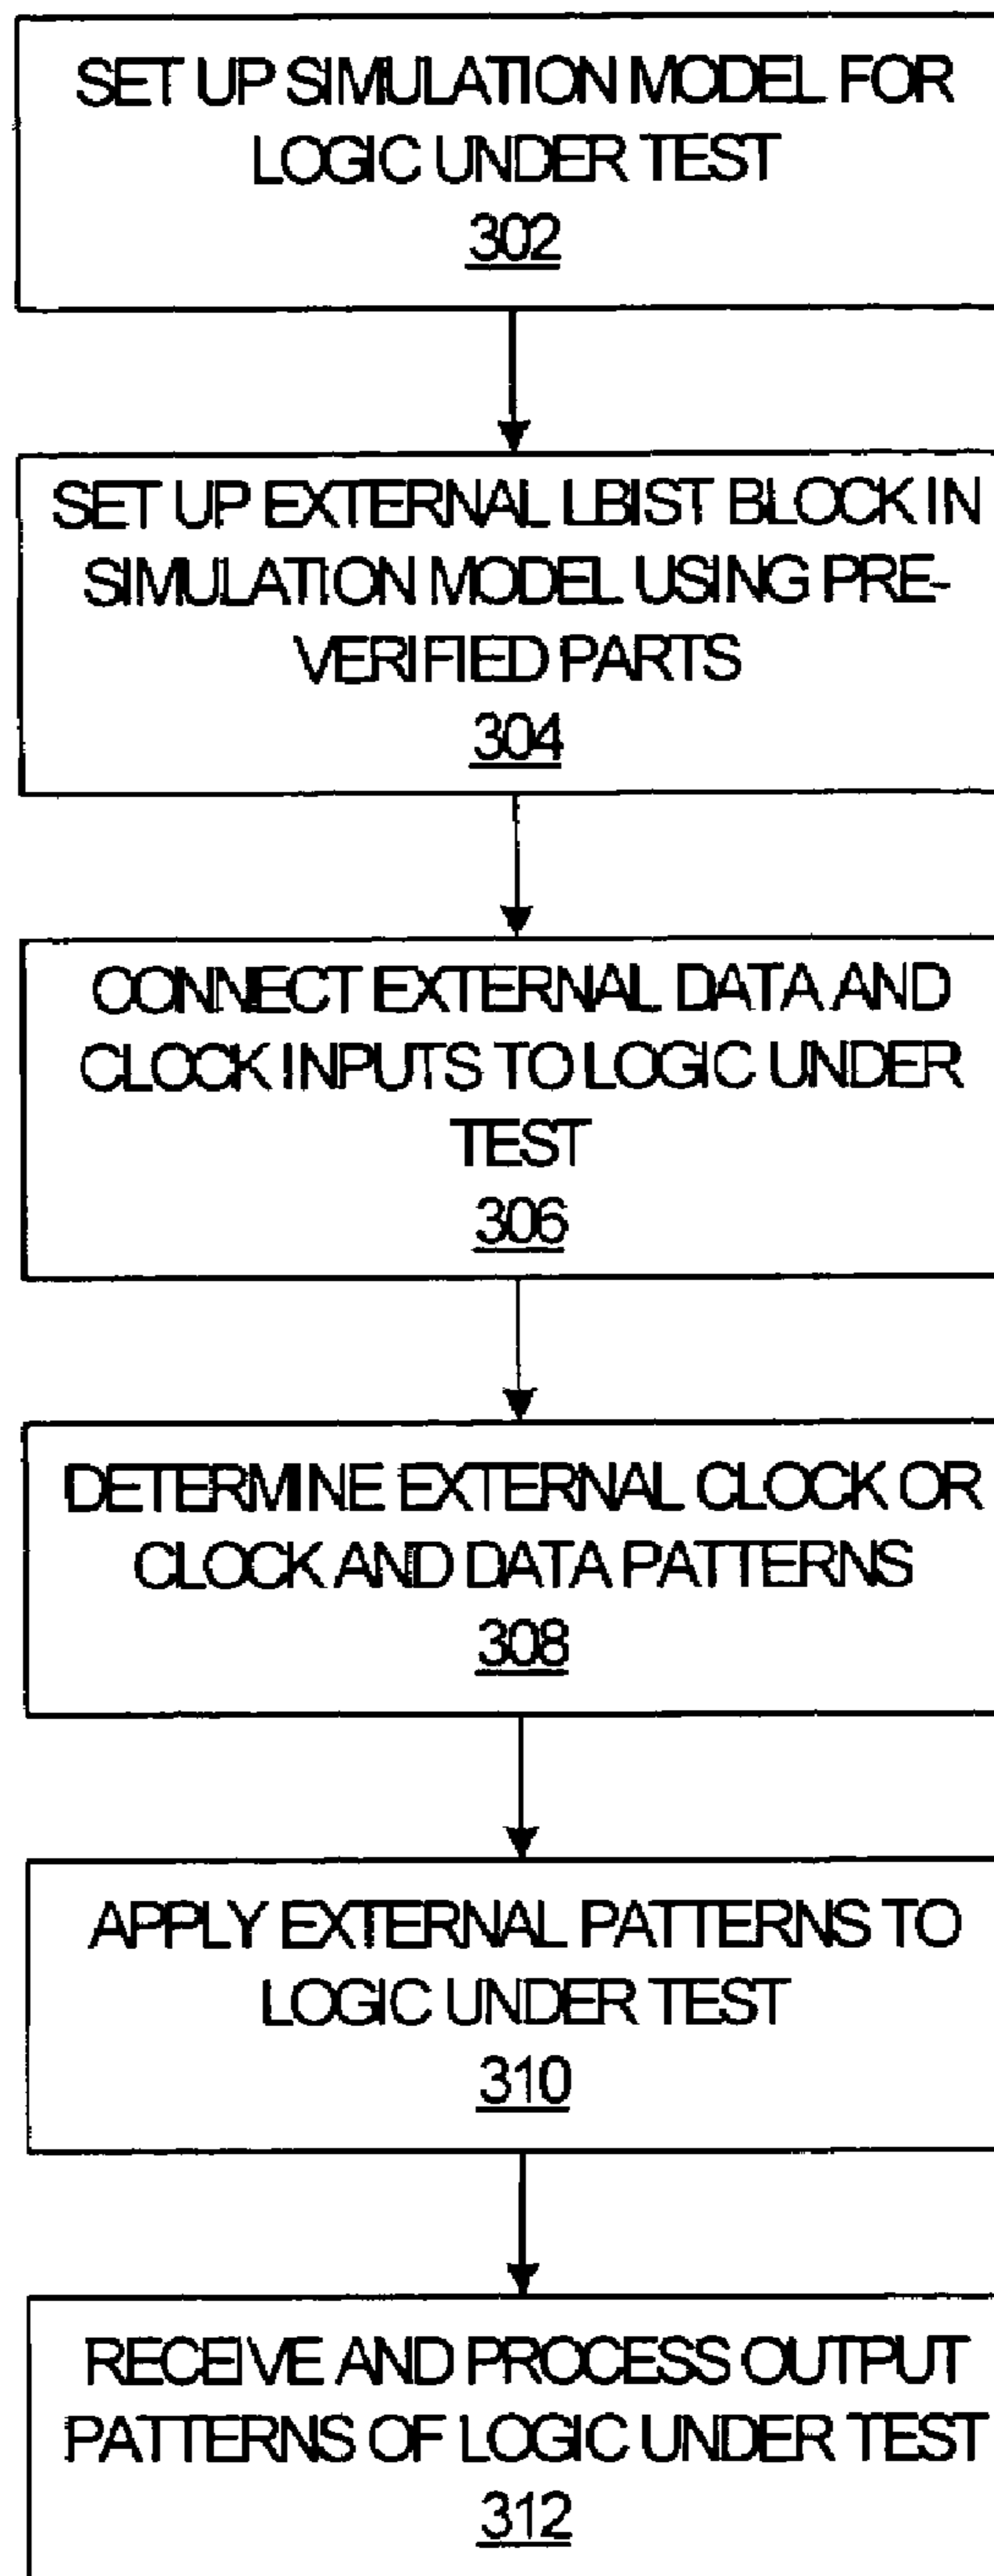 SET UP SIMULATION MODEL FOR
LOGIC UNDER TEST
302
SET UP EXTERNAL LBIST BLOCK IN
SIMULATION MODEL USING PRE-
VERIFIED PARTS
304
CONNECT EXTERNAL DATA AND
CLOCK INPUTS TO LOGIC UNDER
TEST
306
DETERMINE EXTERNAL CLOCK OR
CLOCK AND DATA PATTERNS
308
APPLY EXTERNAL PATTERNS TO
LOGIC UNDER TEST
310
RECEIVE AND PROCESS OUTPUT
PATTERNS OF LOGIC UNDER TEST
312